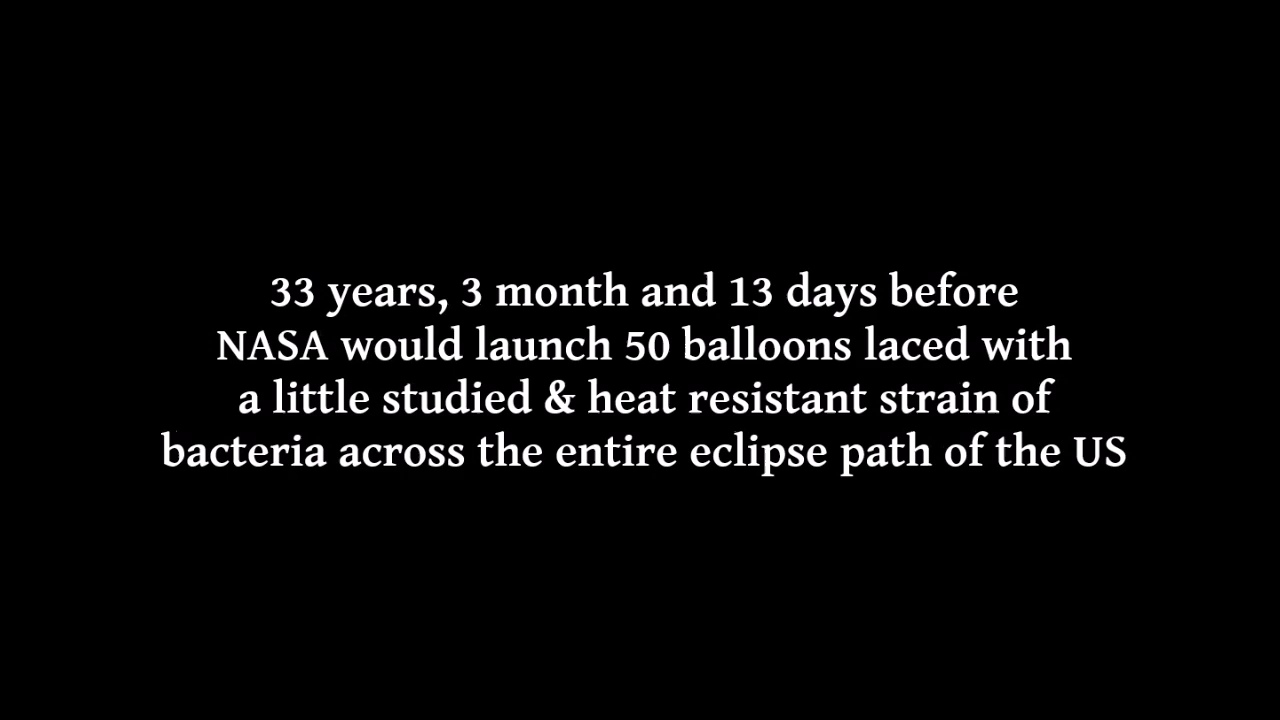 33 years, 3 month and 13 days before
NASA would launch 50 balloons laced with
a little studied & heat resistant strain of
bacteria across the entire eclipse path of the US